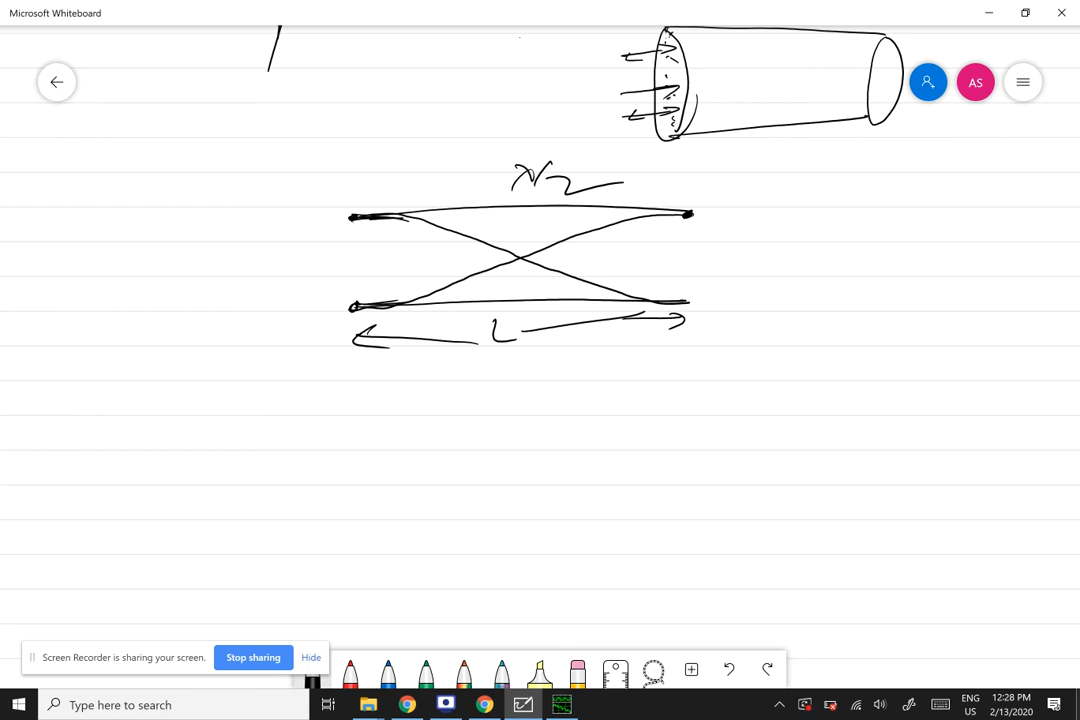 Microsoft Whiteboard
AS
λ/2
L
Screen Recorder is sharing your screen.
Stop sharing
Hide
Type here to search
ENG
US
12:28 PM
2/13/2020